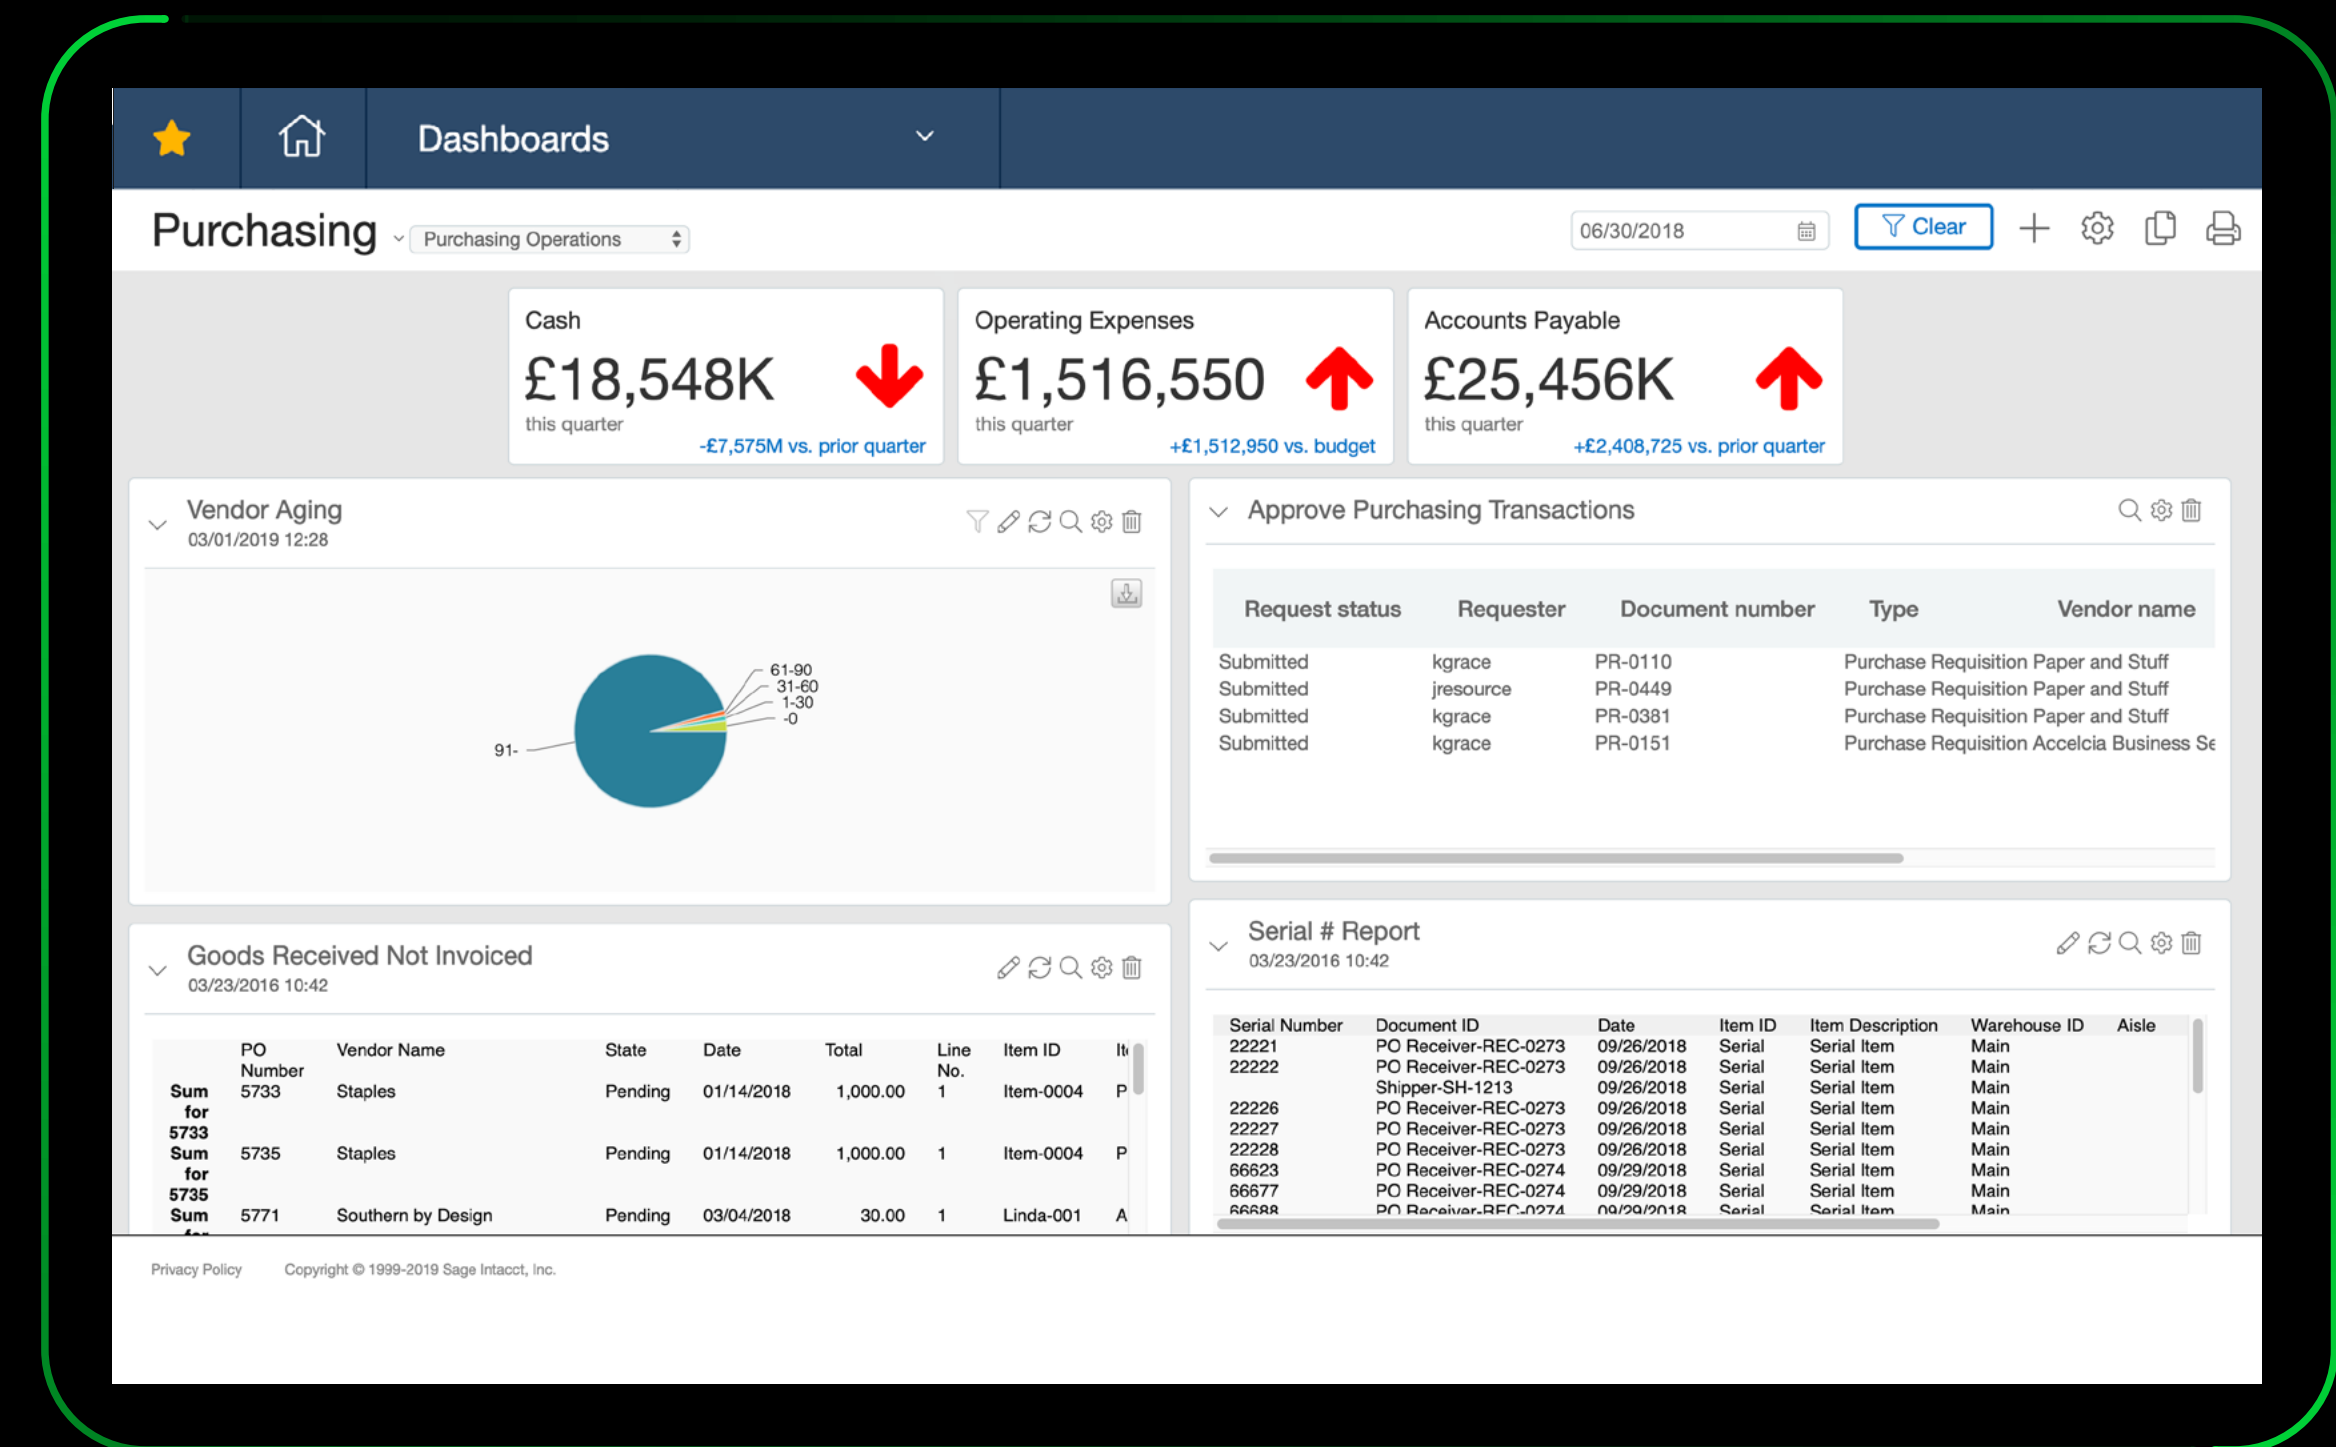 Dashboards
Purchasing
Purchasing Operations
06/30/2018
Clear
Cash
£18,548K
this quarter
-£7,575M vs. prior quarter
Operating Expenses
£1,516,550
this quarter
+£1,512,950 vs. budget
Accounts Payable
£25,456K
this quarter
+£2,408,725 vs. prior quarter
Vendor Aging
03/01/2019 12:28
61-90
31-60
1-30
-0
91-
Approve Purchasing Transactions
Request status Requester Document number Type Vendor name
Submitted kgrace PR-0110 Purchase Requisition Paper and Stuff
Submitted jresource PR-0449 Purchase Requisition Paper and Stuff
Submitted kgrace PR-0381 Purchase Requisition Paper and Stuff
Submitted kgrace PR-0151 Purchase Requisition Accelcia Business Se
Goods Received Not Invoiced
03/23/2016 10:42
PO Vendor Name State Date Total Line Item ID It
Number No.
Sum 5733 Staples Pending 01/14/2018 1,000.00 1 Item-0004 P
for
5733
Sum 5735 Staples Pending 01/14/2018 1,000.00 1 Item-0004 P
for
5735
Sum 5771 Southern by Design Pending 03/04/2018 30.00 1 Linda-001 A
for
Serial # Report
03/23/2016 10:42
Serial Number Document ID Date Item ID Item Description Warehouse ID Aisle
22221 PO Receiver-REC-0273 09/26/2018 Serial Serial Item Main
22222 PO Receiver-REC-0273 09/26/2018 Serial Serial Item Main
Shipper-SH-1213 09/26/2018 Serial Serial Item Main
22226 PO Receiver-REC-0273 09/26/2018 Serial Serial Item Main
22227 PO Receiver-REC-0273 09/26/2018 Serial Serial Item Main
22228 PO Receiver-REC-0273 09/26/2018 Serial Serial Item Main
66623 PO Receiver-REC-0274 09/29/2018 Serial Serial Item Main
66677 PO Receiver-REC-0274 09/29/2018 Serial Serial Item Main
66688 PO Receiver-REC-0274 09/29/2018 Serial Serial Item Main
Privacy Policy Copyright © 1999-2019 Sage Intacct, Inc.